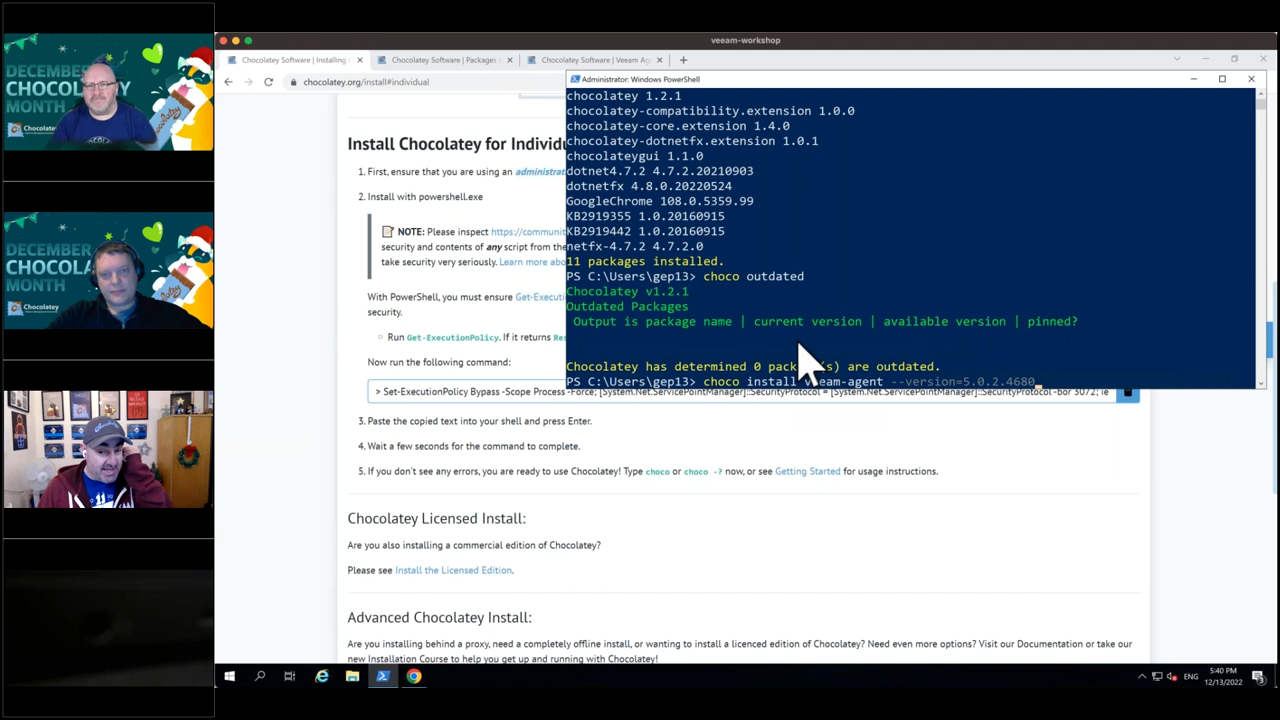 DECEMBER
CHOCOL
MONTH
Chocolatey
DECEMBER
CHOCOLA
MONTH
Chocolatey
veeam-workshop
Chocolatey Software | Installing
Chocolatey Software | Packages
Chocolatey Software | Veeam Ag
chocolatey.org/install#individual
Administrator: Windows PowerShell
chocolatey 1.2.1
chocolatey-compatibility.extension 1.0.0
chocolatey-core.extension 1.4.0
chocolatey-dotnetfx.extension 1.0.1
chocolateygui 1.1.0
dotnet4.7.2 4.7.2.20210903
dotnetfx 4.8.0.20220524
GoogleChrome 108.0.5359.99
KB2919355 1.0.20160915
KB2919442 1.0.20160915
netfx-4.7.2 4.7.2.0
11 packages installed.
PS C:\Users\gep13> choco outdated
Chocolatey v1.2.1
Outdated Packages
Output is package name | current version | available version | pinned?
Chocolatey has determined 0 pack (s) are outdated.
PS C:\Users\gep13> choco install veeam-agent --version=5.0.2.4680
Install Chocolatey for Individu
1. First, ensure that you are using an administrat
2. Install with powershell.exe
NOTE: Please inspect https://communi
security and contents of any script from the
take security very seriously. Learn more abo
With PowerShell, you must ensure Get-Executi
security.
Run Get-ExecutionPolicy. If it returns Res
Now run the following command:
> Set-ExecutionPolicy Bypass -Scope Process -Force; [System.Net.ServicePointManager]::SecurityProtocol = [System.Net.ServicePointManager]::SecurityProtocol -bor 3072; ie
3. Paste the copied text into your shell and press Enter.
4. Wait a few seconds for the command to complete.
5. If you don't see any errors, you are ready to use Chocolatey! Type choco or choco -? now, or see Getting Started for usage instructions.
Chocolatey Licensed Install:
Are you also installing a commercial edition of Chocolatey?
Please see Install the Licensed Edition.
Advanced Chocolatey Install:
Are you installing behind a proxy, need a completely offline install, or wanting to install a licenced edition of Chocolatey? Need even more options? Visit our Documentation or take our
new Installation Course to help you get up and running with Chocolatey!
ENG
5:40 PM
12/13/2022